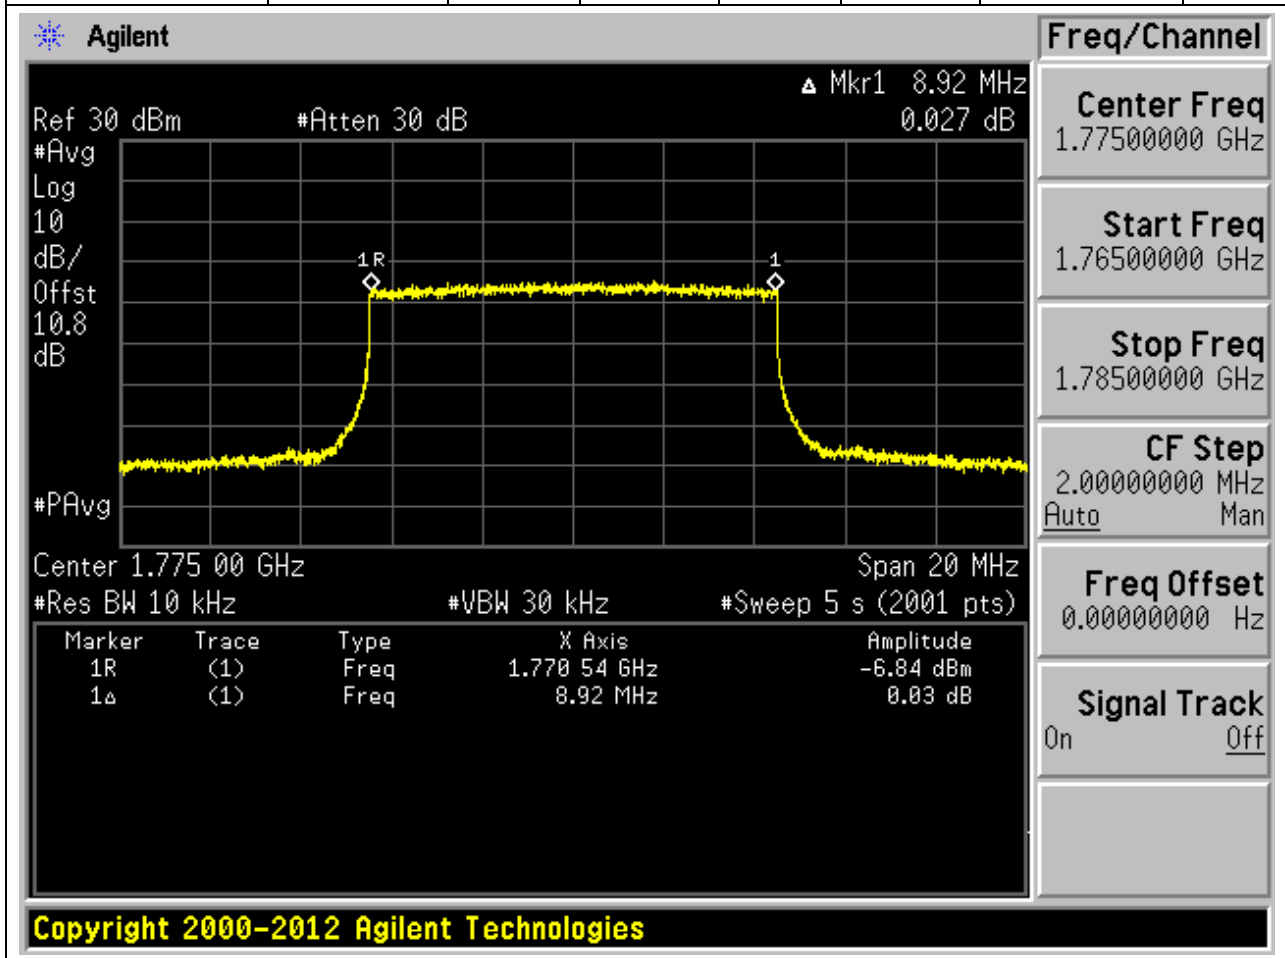 Agilent
Freq/Channel
▵ Mkr1 8.92 MHz
Ref 30 dBm #Atten 30 dB 0.027 dB
#Avg
Log
10
dB/
Offst
10.8
dB
1R
1
#PAvg
Center 1.775 00 GHz Span 20 MHz
#Res BW 10 kHz #VBW 30 kHz #Sweep 5 s (2001 pts)
Marker Trace Type X Axis Amplitude
1R (1) Freq 1.770 54 GHz -6.84 dBm
1▵ (1) Freq 8.92 MHz 0.03 dB
Center Freq
1.77500000 GHz
Start Freq
1.76500000 GHz
Stop Freq
1.78500000 GHz
CF Step
2.00000000 MHz
Auto Man
Freq Offset
0.00000000 Hz
Signal Track
On Off
Copyright 2000-2012 Agilent Technologies